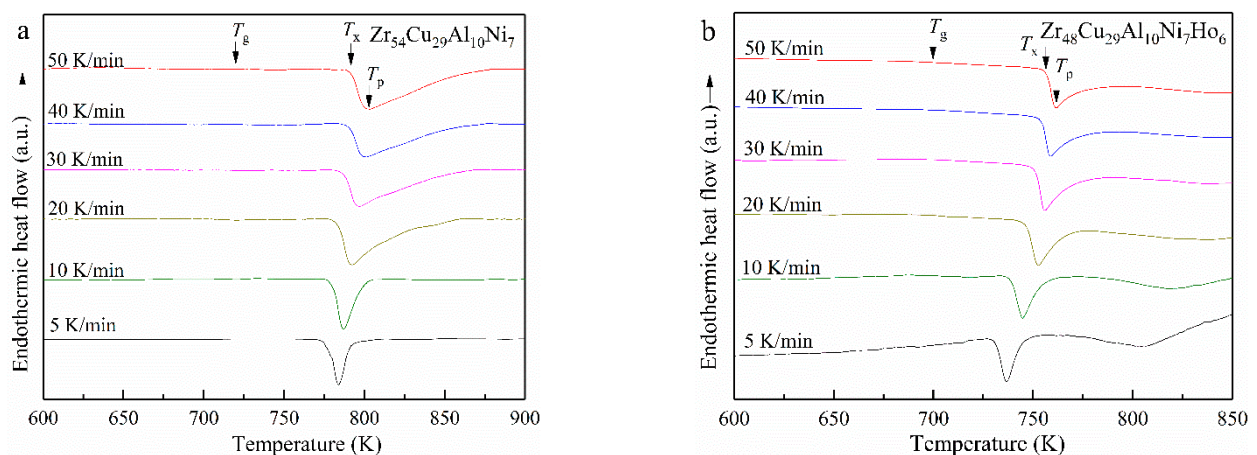 a
Tg
Tx
Zr54Cu29Al10Ni7
50 K/min
Tp
40 K/min
30 K/min
20 K/min
10 K/min
5 K/min
Endothermic heat flow (a.u.)
600 650 700 750 800 850 900
Temperature (K)
b
Tg
Zr48Cu29Al10Ni7Ho6
50 K/min
Tx
Tp
40 K/min
30 K/min
20 K/min
10 K/min
5 K/min
Endothermic heat flow (a.u.)
600 650 700 750 800 850
Temperature (K)